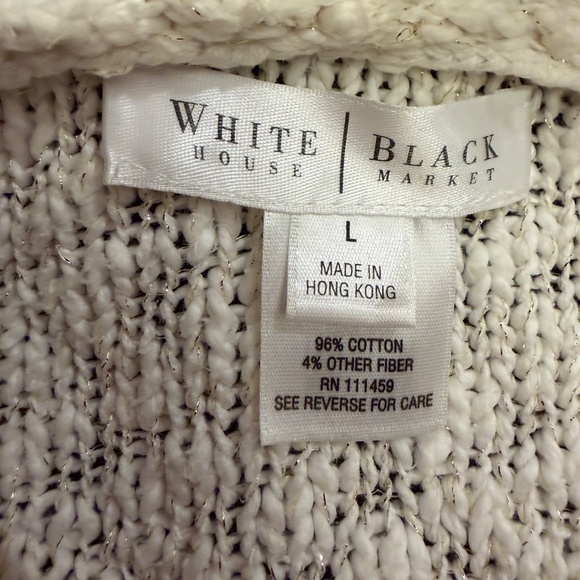 WHITE | BLACK
HOUSE MARKET
L
MADE IN
HONG KONG
96% COTTON
4% OTHER FIBER
RN 111459
SEE REVERSE FOR CARE